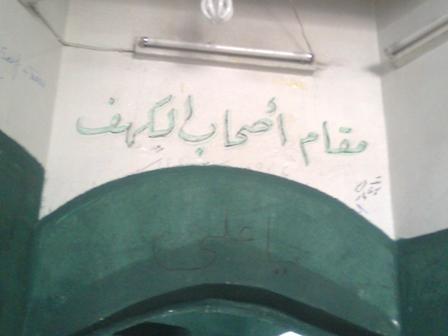 مقام أصحاب الكهف
يا علي